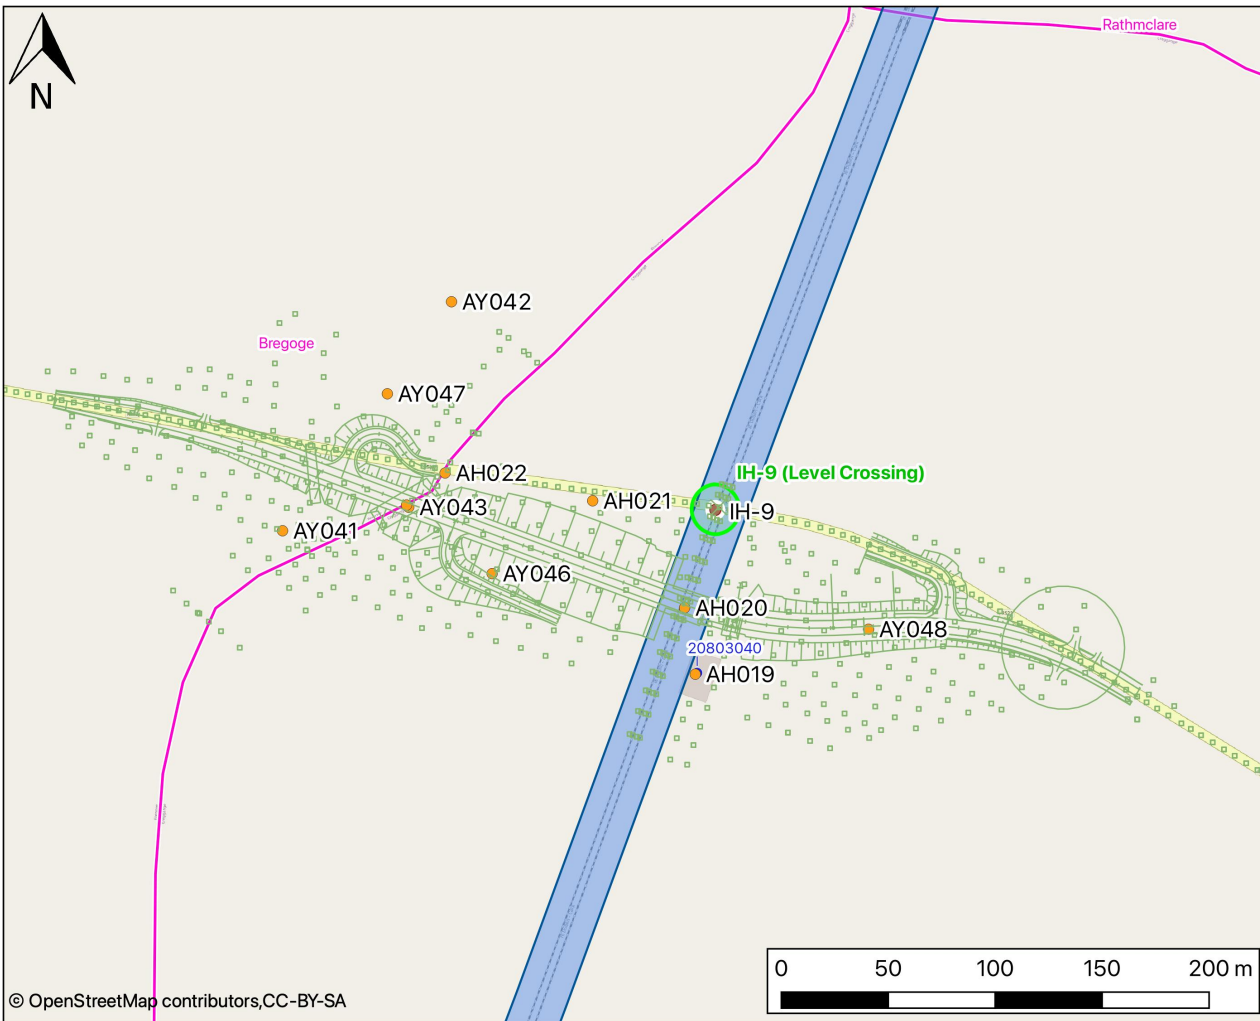 Rathmclare
N
AY042
Bregoge
AY047
AH022
IH-9 (Level Crossing)
AH021
AY043
IH-9
AY041
AY046
AH020
AY048
20803040
AH019
0 50 100 150 200 m
© OpenStreetMap contributors,CC-BY-SA